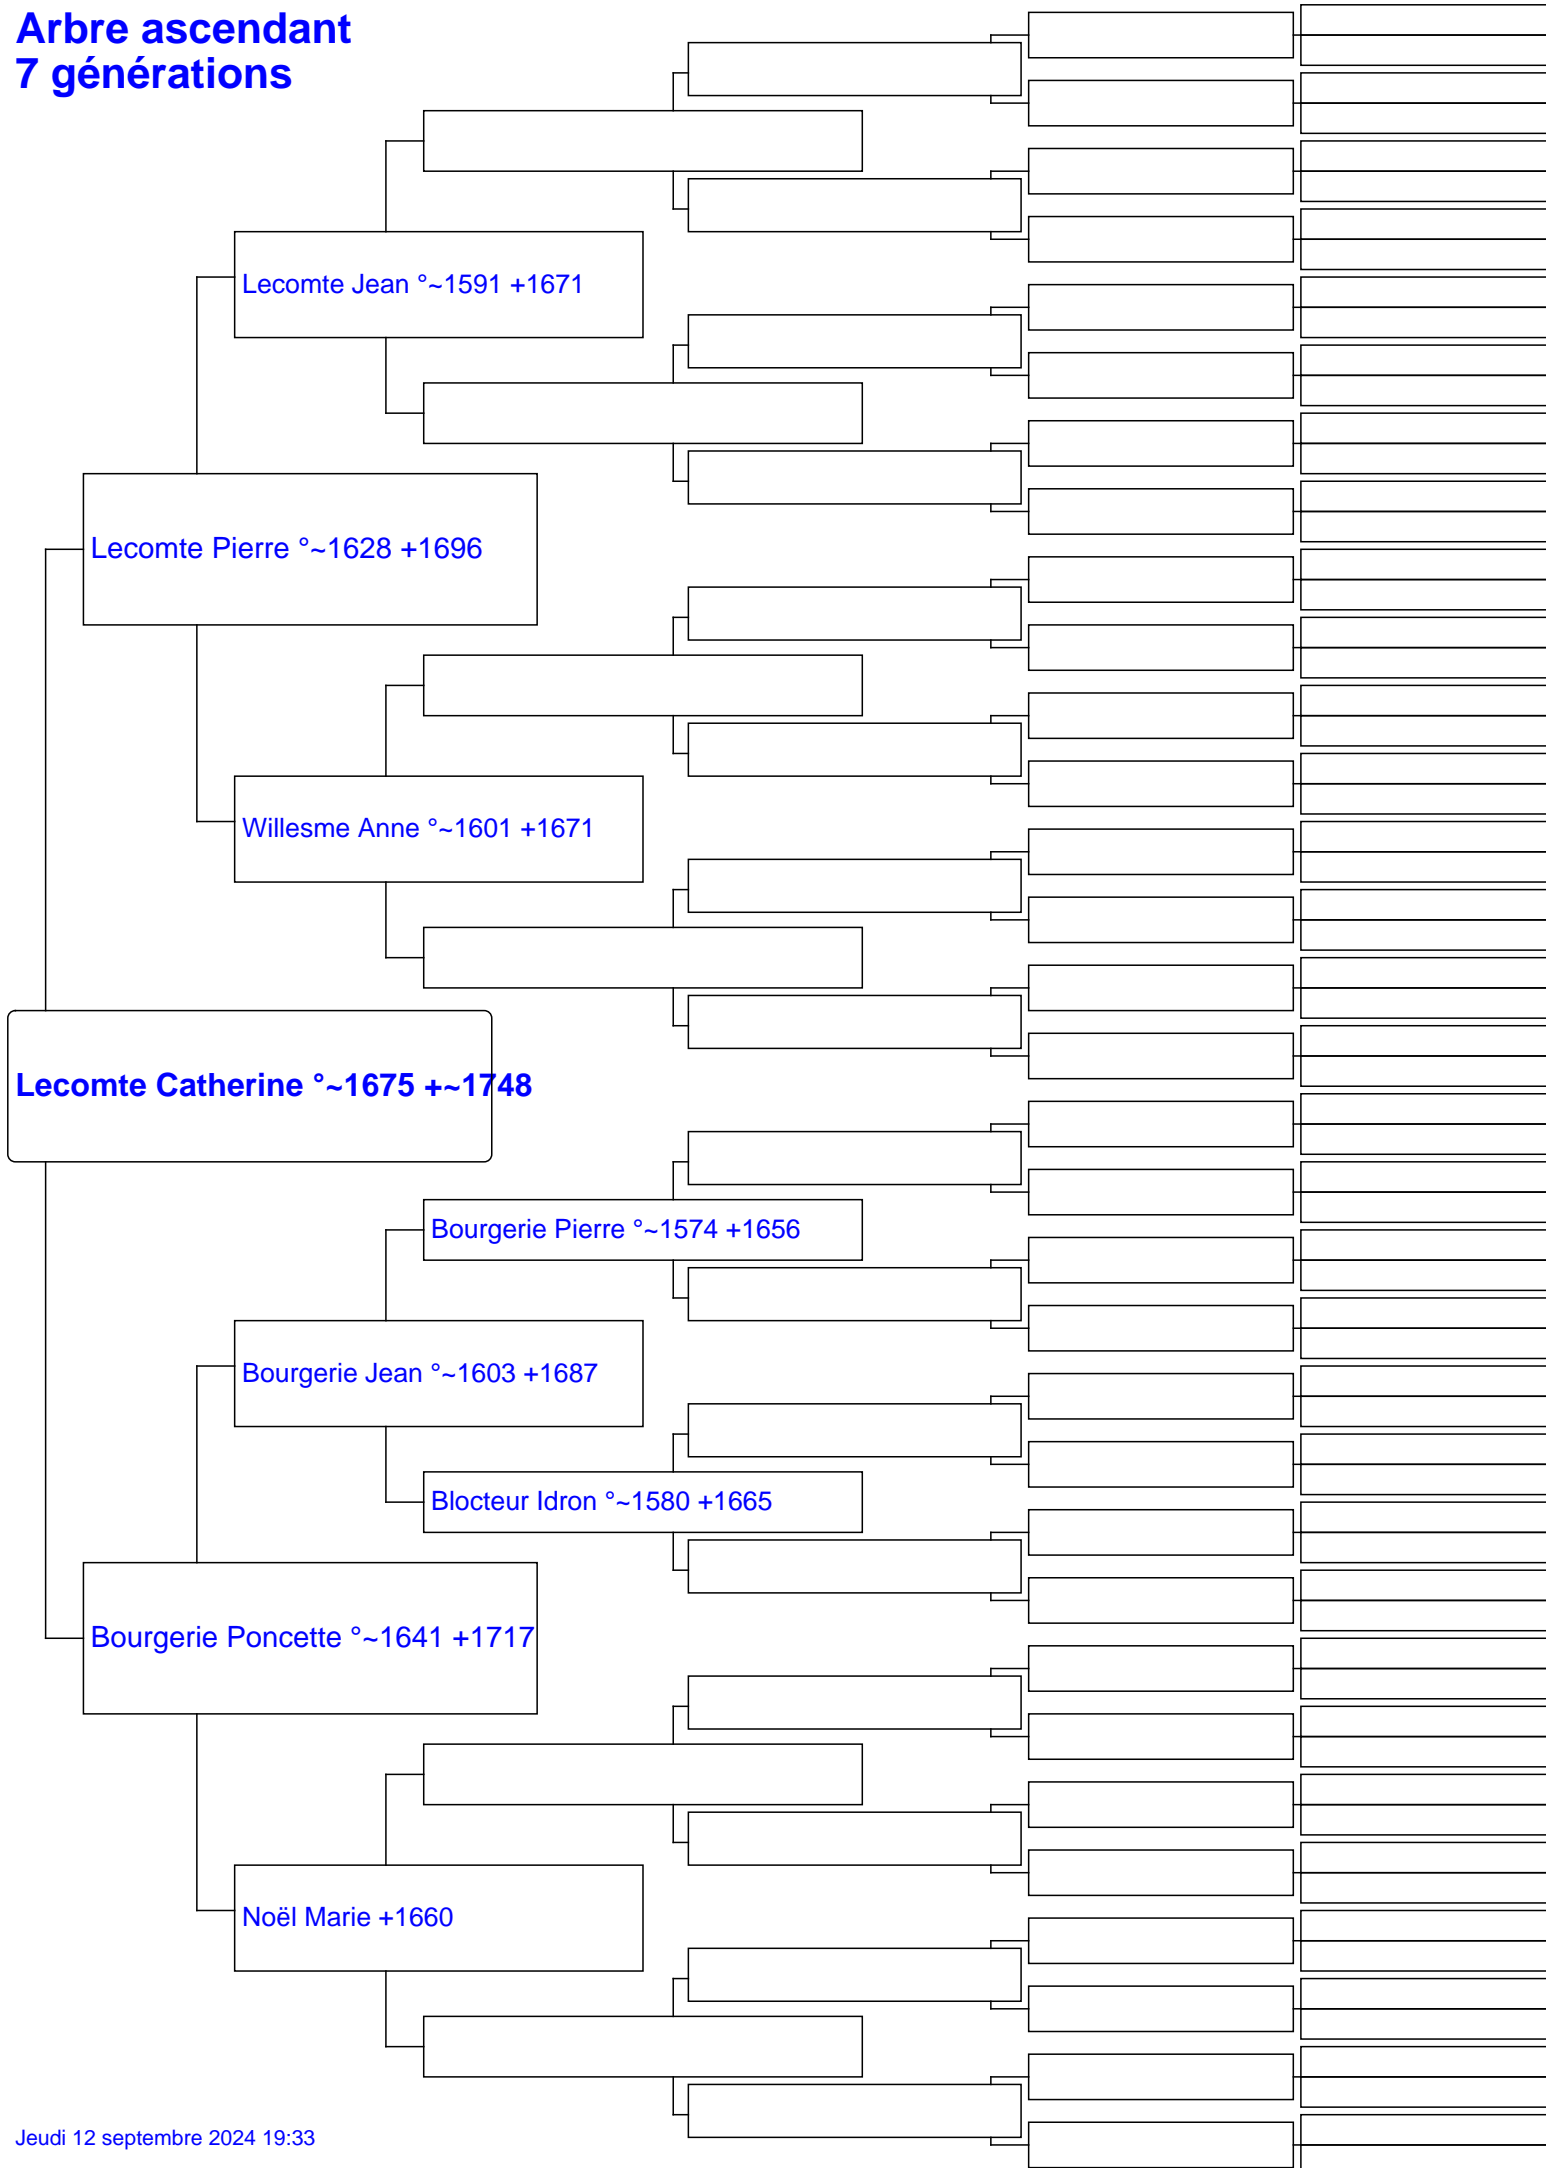 Arbre ascendant
7 générations
Lecomte Jean °~1591 +1671
Lecomte Pierre °~1628 +1696
Willesme Anne °~1601 +1671
Lecomte Catherine °~1675 +~1748
Bourgerie Pierre °~1574 +1656
Bourgerie Jean °~1603 +1687
Blocteur Idron °~1580 +1665
Bourgerie Poncette °~1641 +1717
Noël Marie +1660
Jeudi 12 septembre 2024 19:33